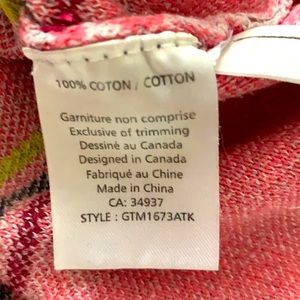 100% COTON / COTTON
Garniture non comprise
Exclusive of trimming
Dessiné au Canada
Designed in Canada
Fabriqué au Chine
Made in China
CA: 34937
STYLE : GTM1673ATK